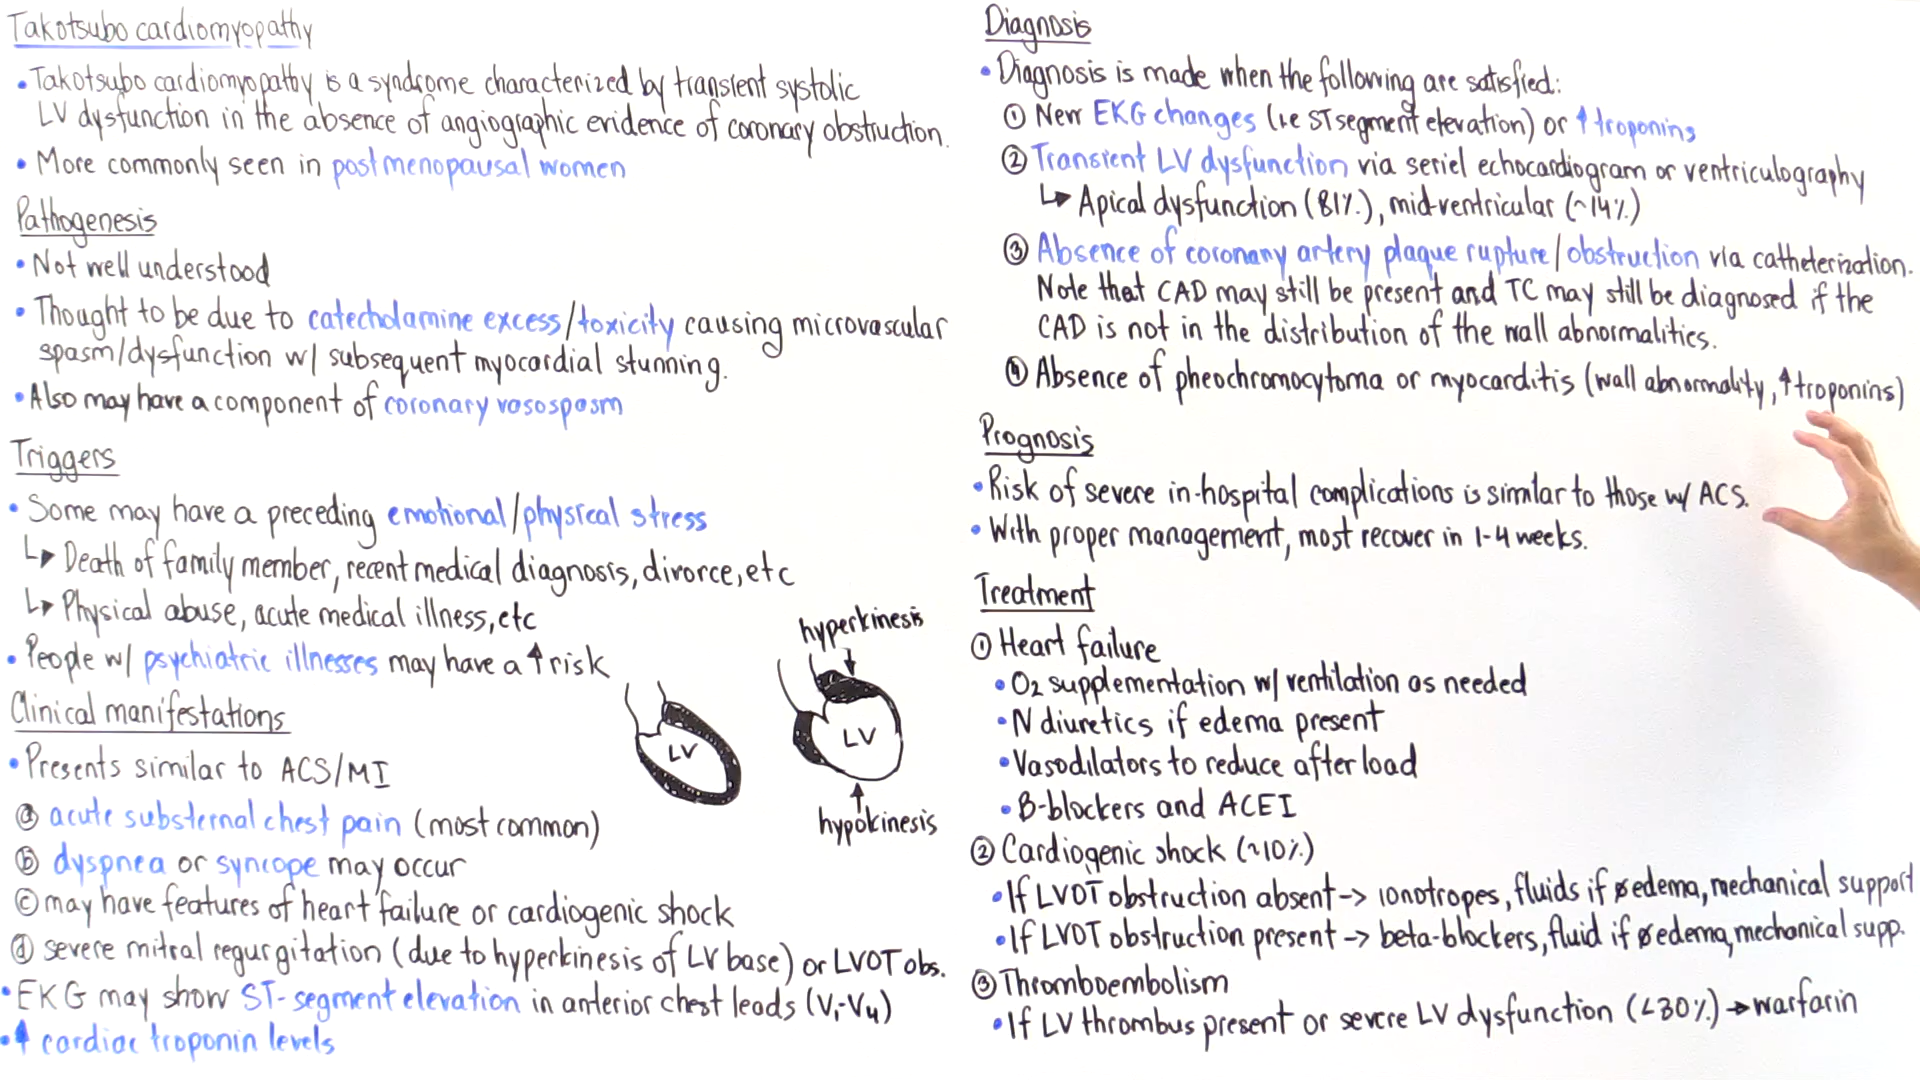 Takotsubo cardiomyopathy
• Takotsubo cardiomyopathy is a syndrome characterized by transient systolic
LV dysfunction in the absence of angiographic evidence of coronary obstruction.
• More commonly seen in postmenopausal women
Pathogenesis
• Not well understood
• Thought to be due to catecholamine excess/toxicity causing microvascular
spasm/dysfunction w/ subsequent myocardial stunning.
• Also may have a component of coronary vasospasm
Triggers
• Some may have a preceding emotional/physical stress
↳ Death of family member, recent medical diagnosis, divorce, etc
↳ Physical abuse, acute medical illness, etc
• People w/ psychiatric illnesses may have a ↑ risk
Clinical manifestations
• Presents similar to ACS/MI
ⓐ acute substernal chest pain (most common)
ⓑ dyspnea or syncope may occur
ⓒ may have features of heart failure or cardiogenic shock
ⓓ severe mitral regurgitation (due to hyperkinesis of LV base) or LVOT obs.
• EKG may show ST-segment elevation in anterior chest leads (V₁-V₄)
• ↑ cardiac troponin levels
LV
hyperkinesis
LV
hypokinesis
Diagnosis
• Diagnosis is made when the following are satisfied:
① New EKG changes (i.e ST segment elevation) or ↑ troponins
② Transient LV dysfunction via seriel echocardiogram or ventriculography
↳ Apical dysfunction (81%), mid-ventricular (~14%)
③ Absence of coronary artery plaque rupture/obstruction via catheterization.
Note that CAD may still be present and TC may still be diagnosed if the
CAD is not in the distribution of the wall abnormalities.
④ Absence of pheochromocytoma or myocarditis (wall abnormality, ↑ troponins)
Prognosis
• Risk of severe in-hospital complications is similar to those w/ ACS.
• With proper management, most recover in 1-4 weeks.
Treatment
① Heart failure
• O₂ supplementation w/ ventilation as needed
• IV diuretics if edema present
• Vasodilators to reduce afterload
• B-blockers and ACEI
② Cardiogenic shock (~10%)
• If LVOT obstruction absent → ionotropes, fluids if ø edema, mechanical support
• If LVOT obstruction present → beta-blockers, fluid if ø edema, mechanical supp.
③ Thromboembolism
• If LV thrombus present or severe LV dysfunction (<30%) → warfarin